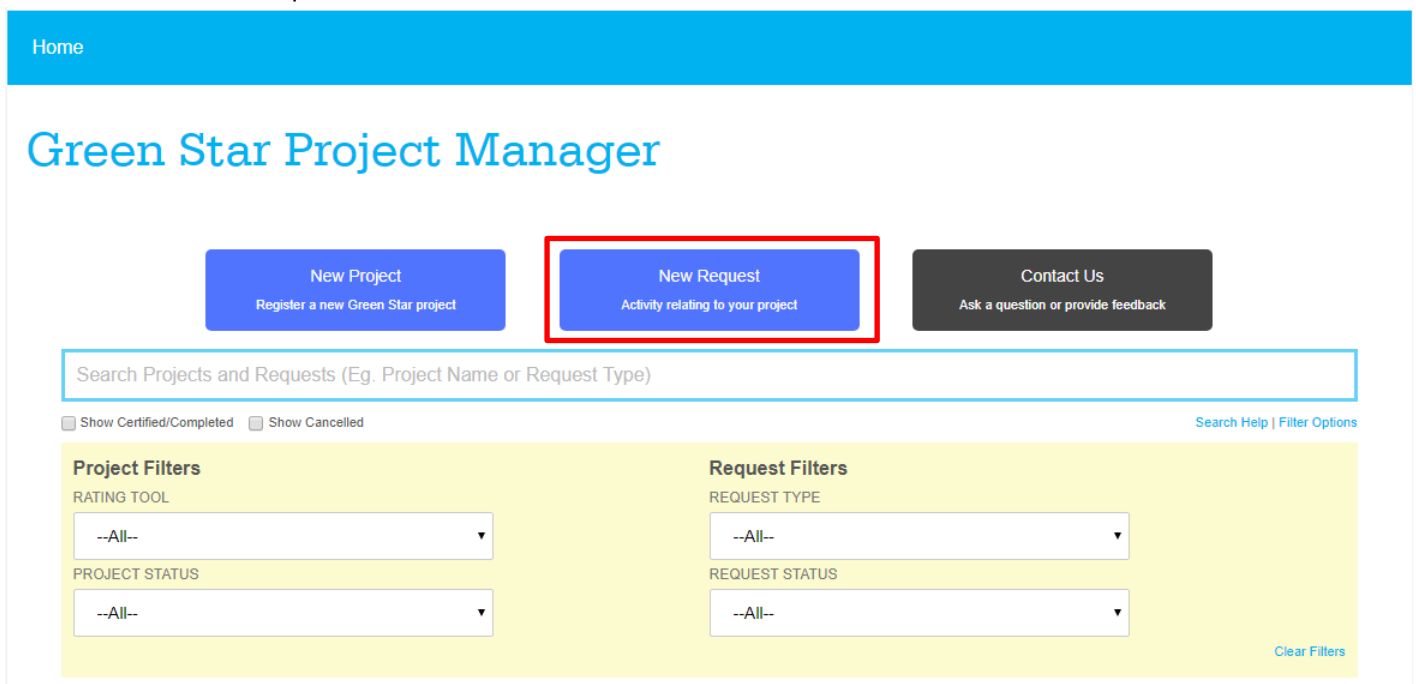 Home
Green Star Project Manager
New Project
Register a new Green Star project
New Request
Activity relating to your project
Contact Us
Ask a question or provide feedback
Search Projects and Requests (Eg. Project Name or Request Type)
Show Certified/Completed Show Cancelled
Search Help | Filter Options
Project Filters
RATING TOOL
--All--
PROJECT STATUS
--All--
Request Filters
REQUEST TYPE
--All--
REQUEST STATUS
--All--
Clear Filters